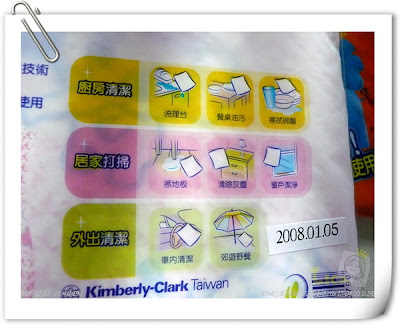 技術
使用
廚房清潔
流理台
餐桌油污
擦拭碗盤
居家打掃
擦地板
清除灰塵
窗戶潔淨
外出清潔
車內清潔
郊遊野餐
2008.01.05
Kimberly-Clark Taiwan
使用